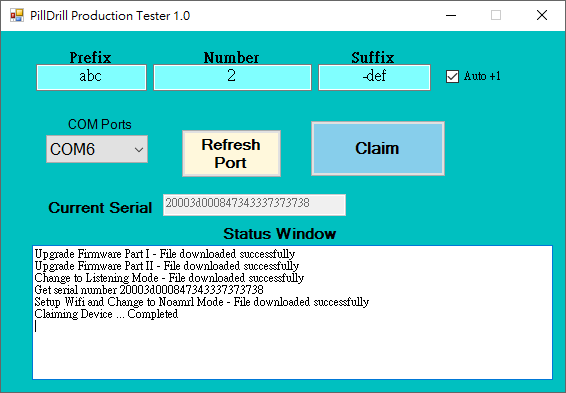 PillDrill Production Tester 1.0
Prefix Number Suffix
abc 2 -def Auto +1
COM Ports
COM6
Refresh
Port
Claim
Current Serial 20003d000847343337373738
Status Window
Upgrade Firmware Part I - File downloaded successfully
Upgrade Firmware Part II - File downloaded successfully
Change to Listening Mode - File downloaded successfully
Get serial number 20003d000847343337373738
Setup Wifi and Change to Noamrl Mode - File downloaded successfully
Claiming Device ... Completed